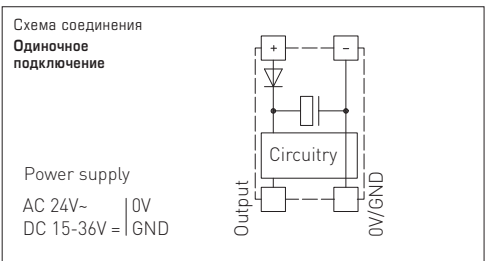 Схема соединения
Одиночное
подключение
+ −
Circuitry
Power supply
AC 24V~ | 0V
DC 15-36V = | GND
Output
0V/GND